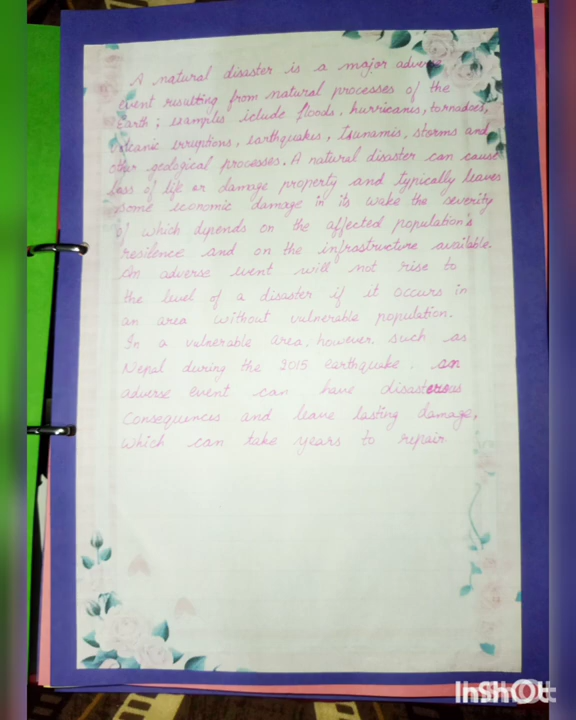 A natural disaster is a major adverse
event resulting from natural processes of the
Earth; examples iclude floods, hurricanis, tornadoes,
volcanic erruptions, earthquakes, tsunamis, storms and
other geological processes. A natural disaster can cause
loss of life or damage property and typically leaves
some economic damage in its wake the severity
of which dipends on the affected population's
resilence and on the infrastructure available.
An adverse event will not rise to
the level of a disaster if it occurs in
an area without vulnerable population.
In a vulnerable area, however, such as
Nepal during the 2015 earthquake, an
adverse event can have disasterous
Consequences and leave lasting damage,
which can take years to repair
InShOt